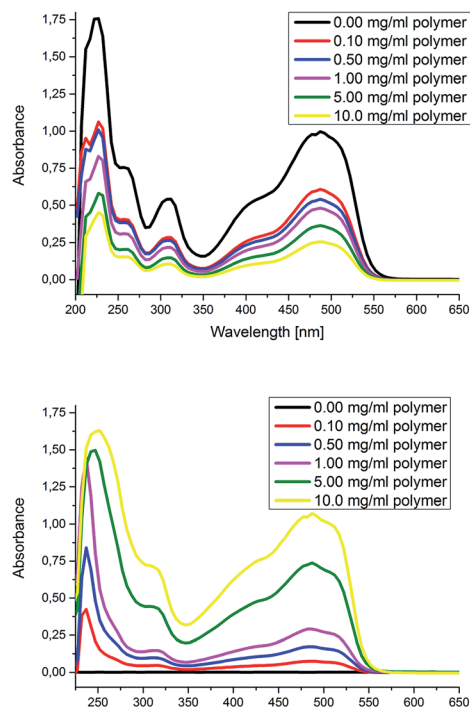 1,75
1,50
1,25
1,00
0,75
0,50
0,25
0,00
Absorbance
0.00 mg/ml polymer
0.10 mg/ml polymer
0.50 mg/ml polymer
1.00 mg/ml polymer
5.00 mg/ml polymer
10.0 mg/ml polymer
200 250 300 350 400 450 500 550 600 650
Wavelength [nm]
1,75
1,50
1,25
1,00
0,75
0,50
0,25
0,00
Absorbance
0.00 mg/ml polymer
0.10 mg/ml polymer
0.50 mg/ml polymer
1.00 mg/ml polymer
5.00 mg/ml polymer
10.0 mg/ml polymer
250 300 350 400 450 500 550 600 650